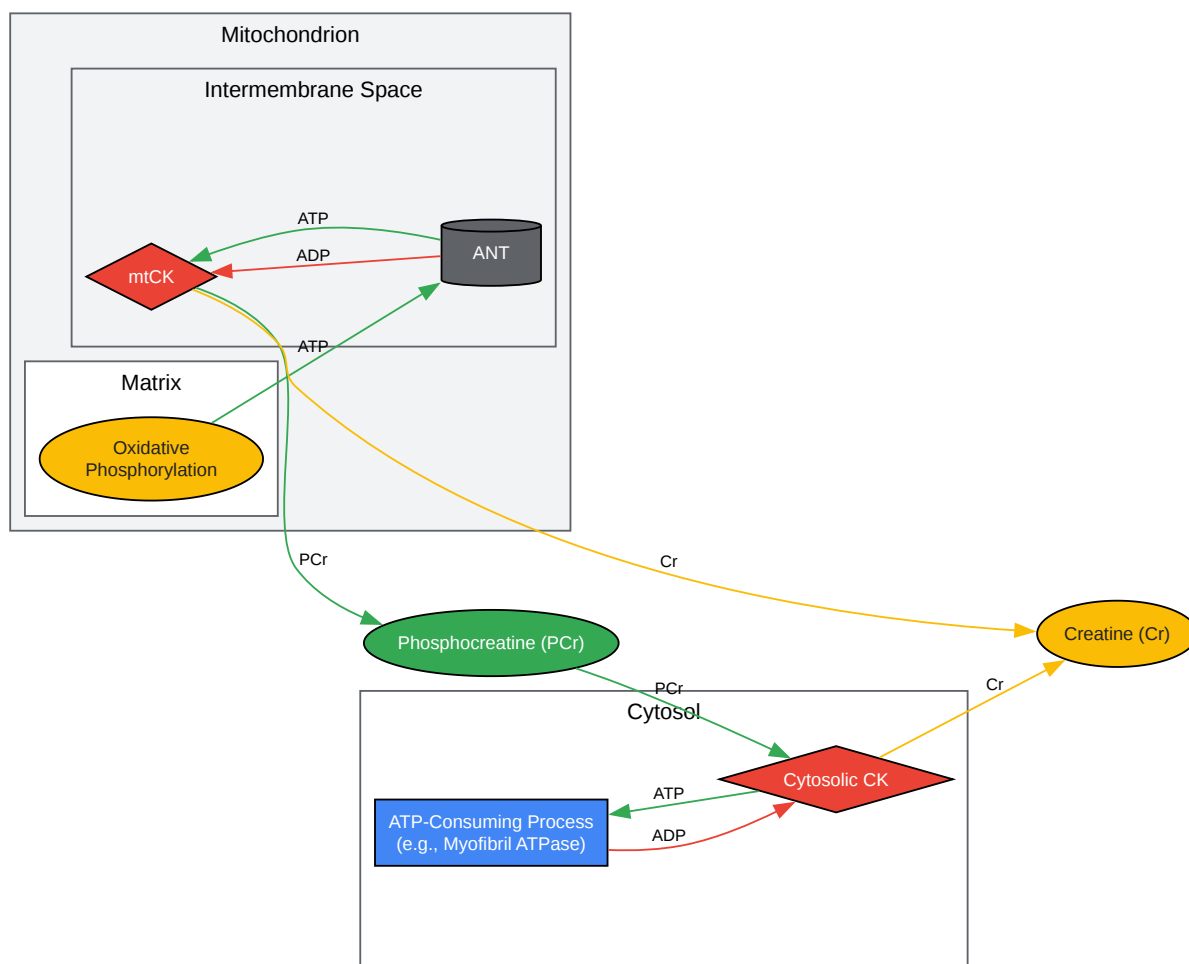 Mitochondrion
Intermembrane Space
ATP
ADP
ANT
mtCK
ATP
Matrix
Oxidative
Phosphorylation
PCr
Cr
Phosphocreatine (PCr)
Creatine (Cr)
PCr
Cr
Cytosol
Cytosolic CK
ATP
ADP
ATP-Consuming Process
(e.g., Myofibril ATPase)